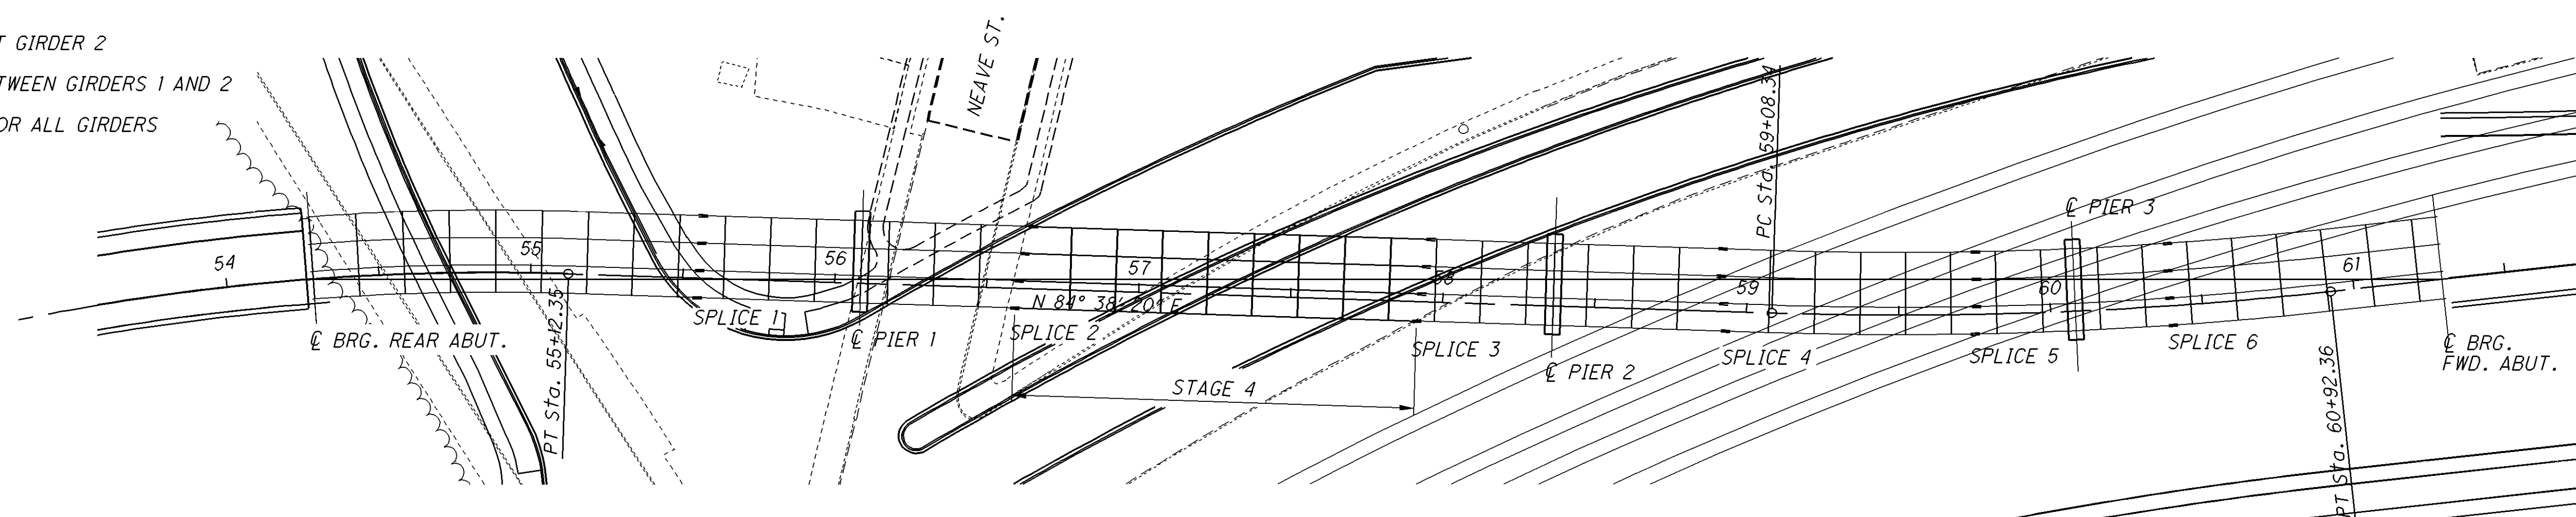 T GIRDER 2
TWEEN GIRDERS 1 AND 2
OR ALL GIRDERS
NEAVE ST.
PC Sta. 59+08.34
℄ PIER 3
54
55
56
57
58
59
60
61
N 84° 38' 20" E
SPLICE 1
℄ BRG. REAR ABUT.
℄ PIER 1
SPLICE 2
SPLICE 3
SPLICE 4
SPLICE 5
SPLICE 6
℄ BRG.
FWD. ABUT.
℄ PIER 2
STAGE 4
PT Sta. 55+12.35
PT Sta. 60+92.36